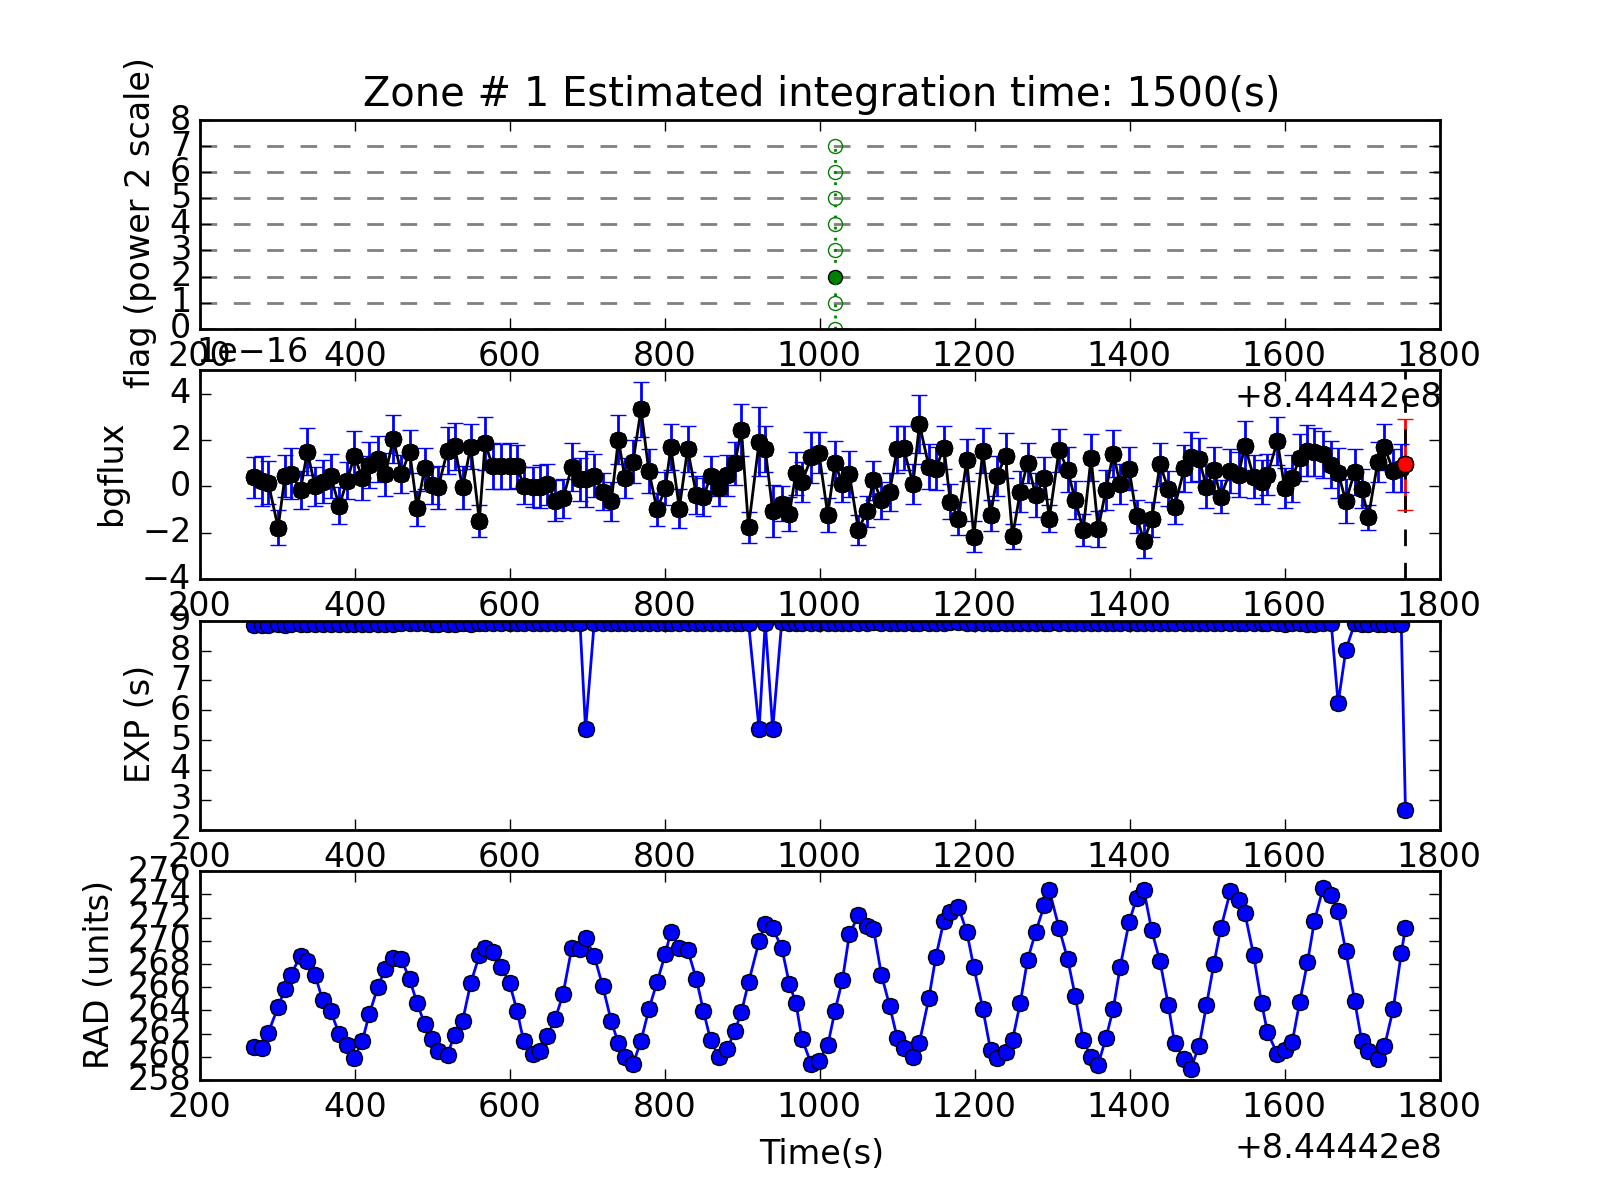 Zone # 1 Estimated integration time: 1500(s)
flag (power 2 scale)
8
7
6
5
4
3
2
1
0
200 400 600 800 1000 1200 1400 1600 1800
1e−16
+8.44442e8
bgflux
4
2
0
−2
−4
200 400 600 800 1000 1200 1400 1600 1800
EXP (s)
9
8
7
6
5
4
3
2
200 400 600 800 1000 1200 1400 1600 1800
RAD (units)
276
274
272
270
268
266
264
262
260
258
200 400 600 800 1000 1200 1400 1600 1800
Time(s)
+8.44442e8